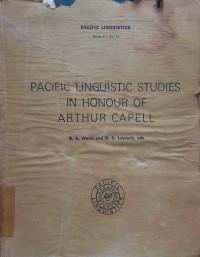 PACIFIC LINGUISTICS
PACIFIC LINGUISTIC STUDIES
IN HONOUR OF
ARTHUR CAPELL
S. A. Wurm and D. C. Laycock, eds
PACIFIC
LINGUISTICS